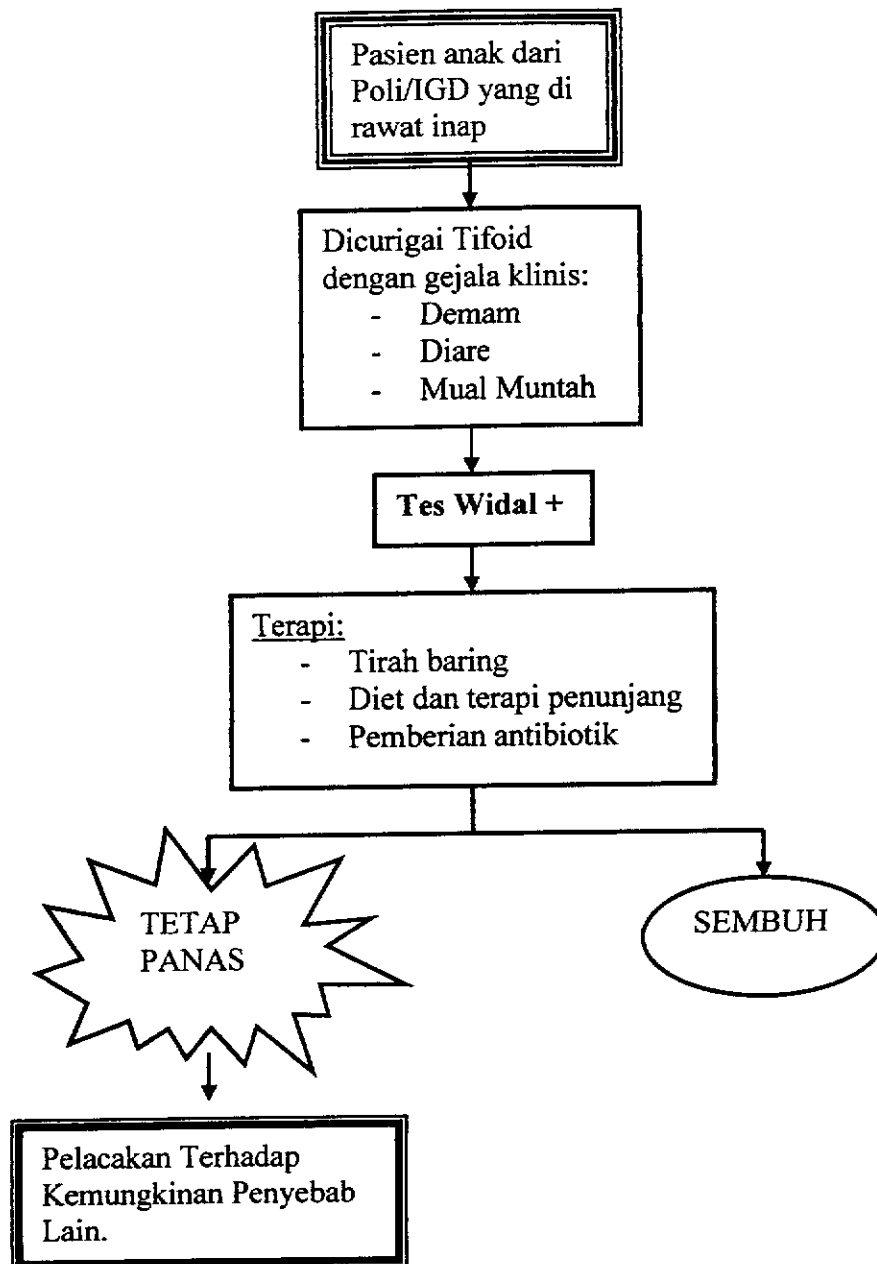 Pasien anak dari
Poli/IGD yang di
rawat inap
Dicurigai Tifoid
dengan gejala klinis:
- Demam
- Diare
- Mual Muntah
Tes Widal +
Terapi:
- Tirah baring
- Diet dan terapi penunjang
- Pemberian antibiotik
TETAP
PANAS
SEMBUH
Pelacakan Terhadap
Kemungkinan Penyebab
Lain.